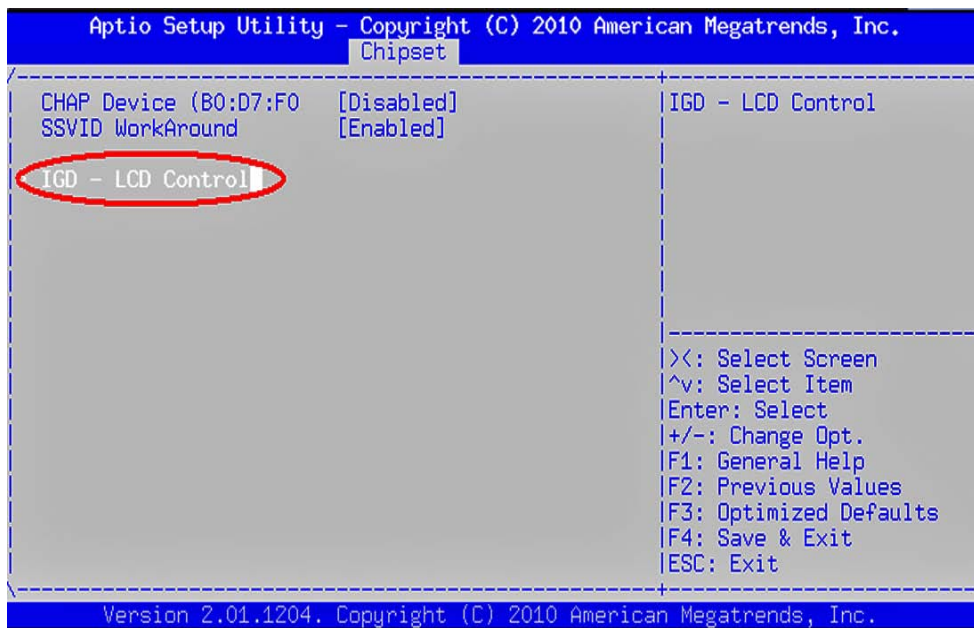 Aptio Setup Utility – Copyright (C) 2010 American Megatrends, Inc.
Chipset
CHAP Device (B0:D7:F0 [Disabled]
SSVID WorkAround [Enabled]
IGD – LCD Control
IGD – LCD Control
><: Select Screen
^v: Select Item
Enter: Select
+/-: Change Opt.
F1: General Help
F2: Previous Values
F3: Optimized Defaults
F4: Save & Exit
ESC: Exit
Version 2.01.1204. Copyright (C) 2010 American Megatrends, Inc.